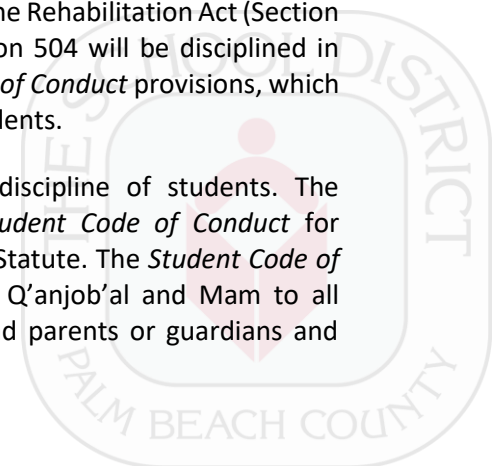 he Rehabilitation Act (Section
on 504 will be disciplined in
of Conduct provisions, which
dents.
discipline of students. The
udent Code of Conduct for
Statute. The Student Code of
Q’anjob’al and Mam to all
d parents or guardians and
THE SCHOOL DISTRICT
PALM BEACH COUNTY